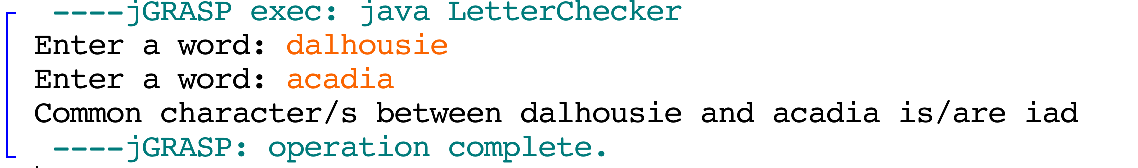 ----jGRASP exec: java LetterChecker
Enter a word: dalhousie
Enter a word: acadia
Common character/s between dalhousie and acadia is/are iad
----jGRASP: operation complete.